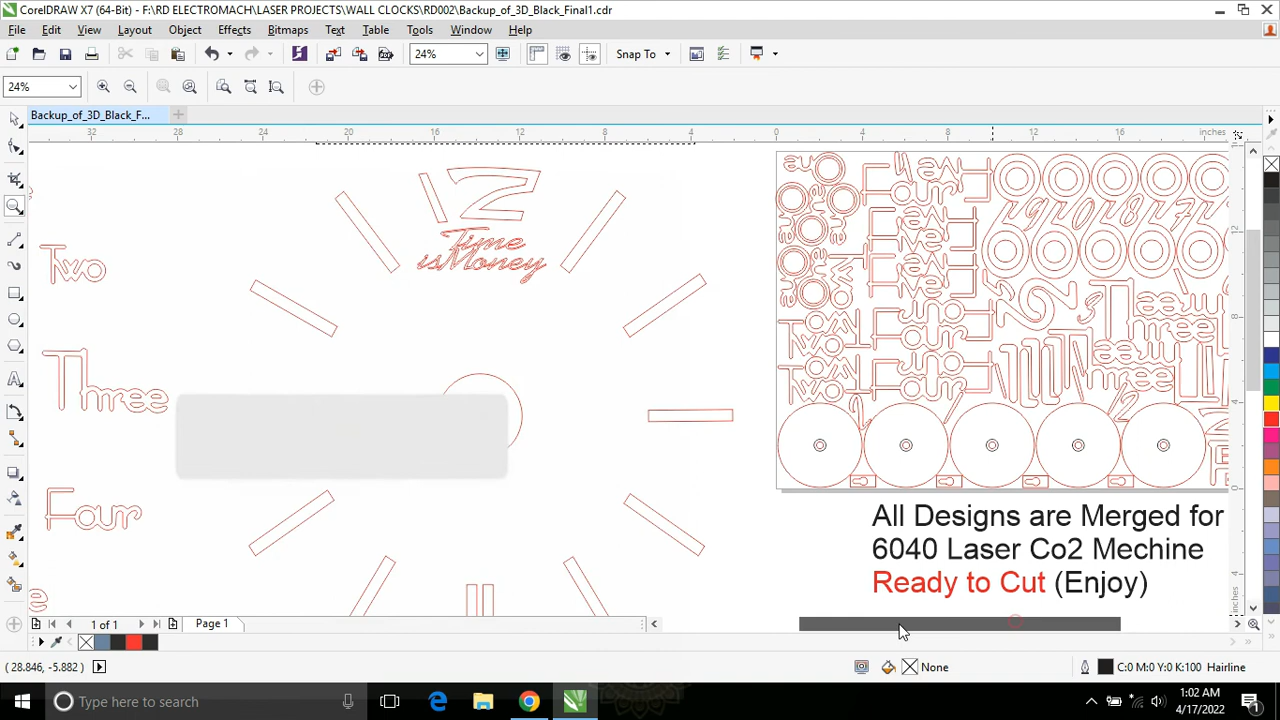 CorelDRAW X7 (64-Bit) - F:\RD ELECTROMACH\LASER PROJECTS\WALL CLOCKS\RD002\Backup_of_3D_Black_Final1.cdr
File Edit View Layout Object Effects Bitmaps Text Table Tools Window Help
24% Snap To
24%
Backup_of_3D_Black_F...
32 28 24 20 16 12 8 4 0 4 8 12 16 inches
12
Time
isMoney
Two
Three
Four
All Designs are Merged for
6040 Laser Co2 Mechine
Ready to Cut (Enjoy)
1 of 1 Page 1
(28.846, -5.882) None C:0 M:0 Y:0 K:100 Hairline
Type here to search
1:02 AM
4/17/2022